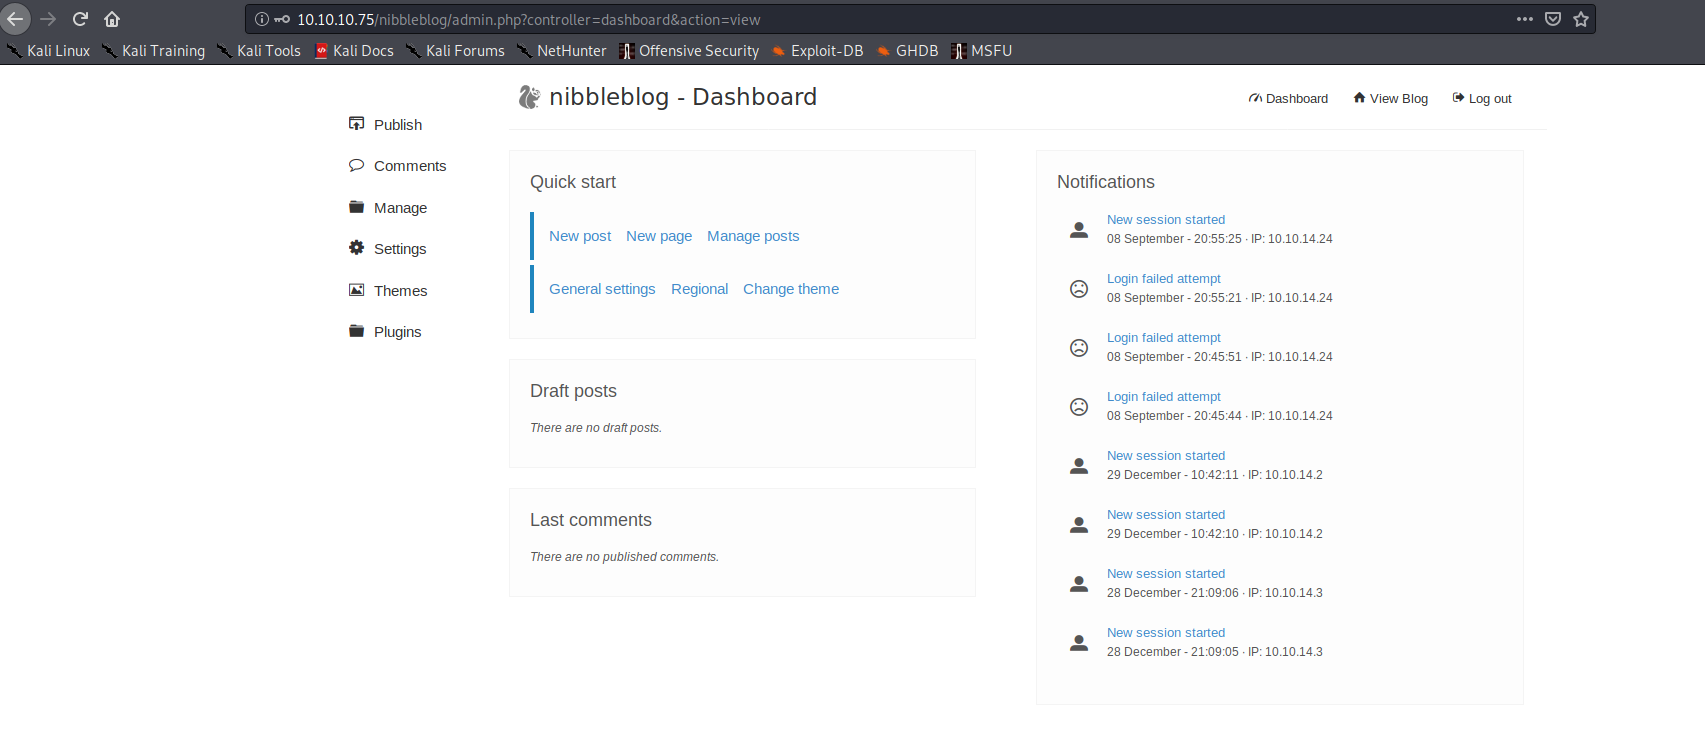 10.10.10.75/nibbleblog/admin.php?controller=dashboard&action=view
Kali Linux Kali Training Kali Tools Kali Docs Kali Forums NetHunter Offensive Security Exploit-DB GHDB MSFU
nibbleblog - Dashboard
Dashboard View Blog Log out
Publish
Comments
Manage
Settings
Themes
Plugins
Quick start
New post New page Manage posts
General settings Regional Change theme
Draft posts
There are no draft posts.
Last comments
There are no published comments.
Notifications
New session started
08 September - 20:55:25 · IP: 10.10.14.24
Login failed attempt
08 September - 20:55:21 · IP: 10.10.14.24
Login failed attempt
08 September - 20:45:51 · IP: 10.10.14.24
Login failed attempt
08 September - 20:45:44 · IP: 10.10.14.24
New session started
29 December - 10:42:11 · IP: 10.10.14.2
New session started
29 December - 10:42:10 · IP: 10.10.14.2
New session started
28 December - 21:09:06 · IP: 10.10.14.3
New session started
28 December - 21:09:05 · IP: 10.10.14.3